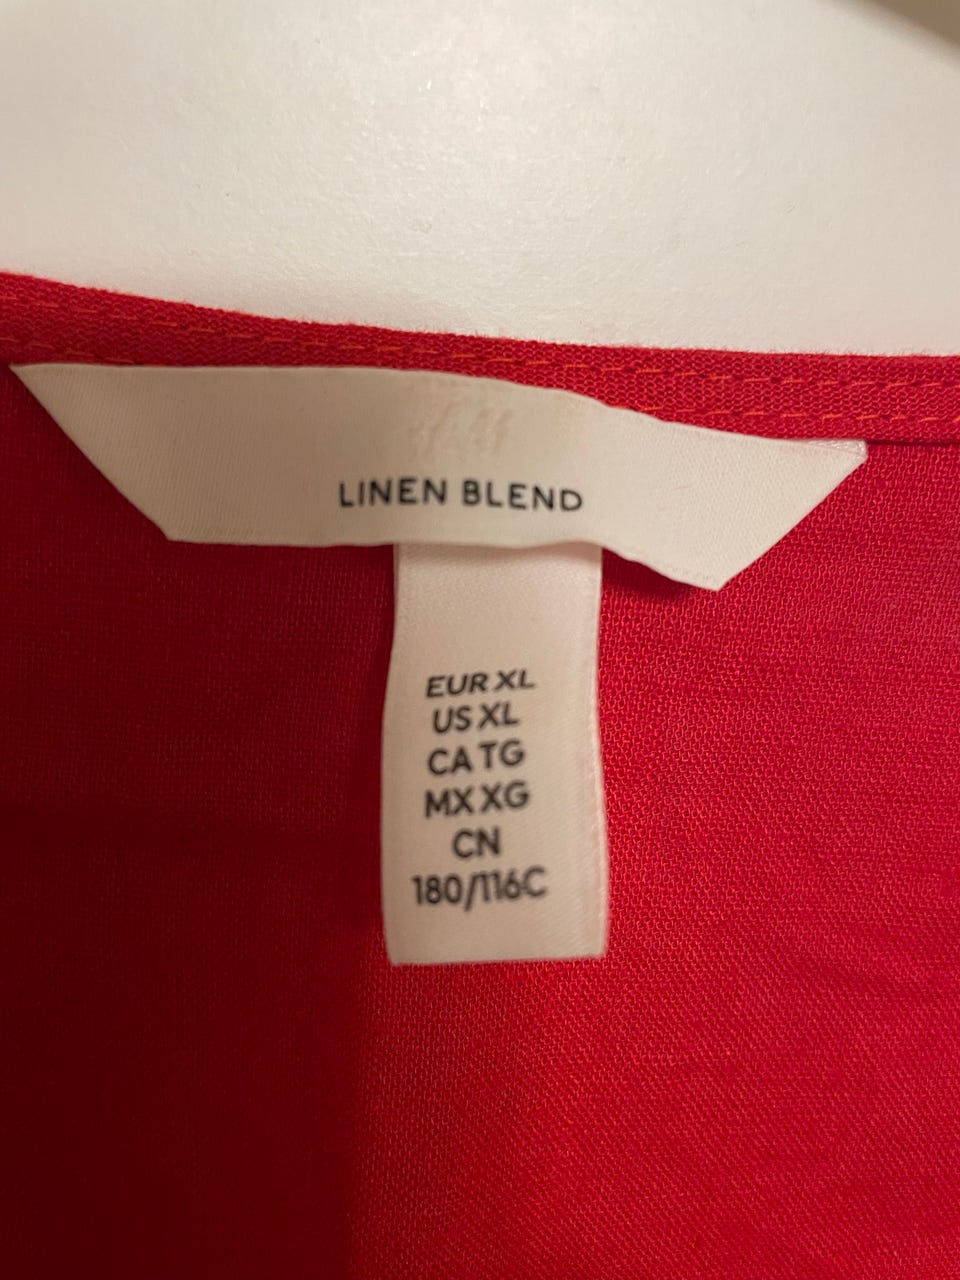 H&M
LINEN BLEND
EUR XL
US XL
CA TG
MX XG
CN
180/116C